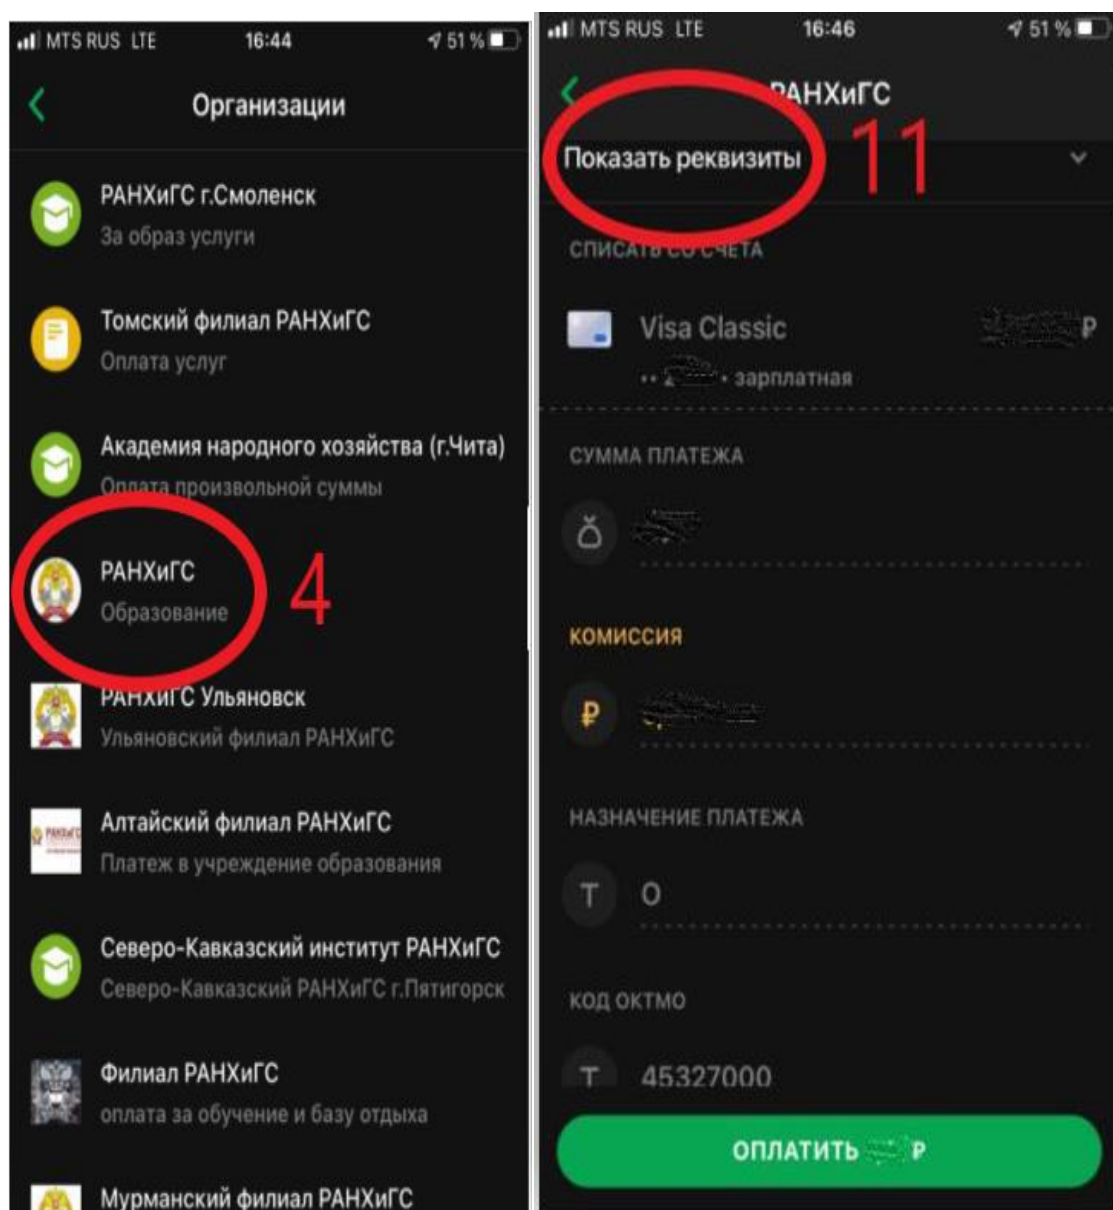 MTS RUS LTE 16:44 51 %
Организации
РАНХиГС г.Смоленск
За образ услуги
Томский филиал РАНХиГС
Оплата услуг
Академия народного хозяйства (г.Чита)
Оплата произвольной суммы
РАНХиГС
Образование
4
РАНХиГС Ульяновск
Ульяновский филиал РАНХиГС
Алтайский филиал РАНХиГС
Платеж в учреждение образования
Северо-Кавказский институт РАНХиГС
Северо-Кавказский РАНХиГС г.Пятигорск
Филиал РАНХиГС
оплата за обучение и базу отдыха
Мурманский филиал РАНХиГС
MTS RUS LTE 16:46 51 %
РАНХиГС
Показать реквизиты
11
СПИСАТЬ СО СЧЕТА
Visa Classic ₽
•• • зарплатная
СУММА ПЛАТЕЖА
КОМИССИЯ
₽
НАЗНАЧЕНИЕ ПЛАТЕЖА
T О
КОД ОКТМО
T 45327000
ОПЛАТИТЬ ₽